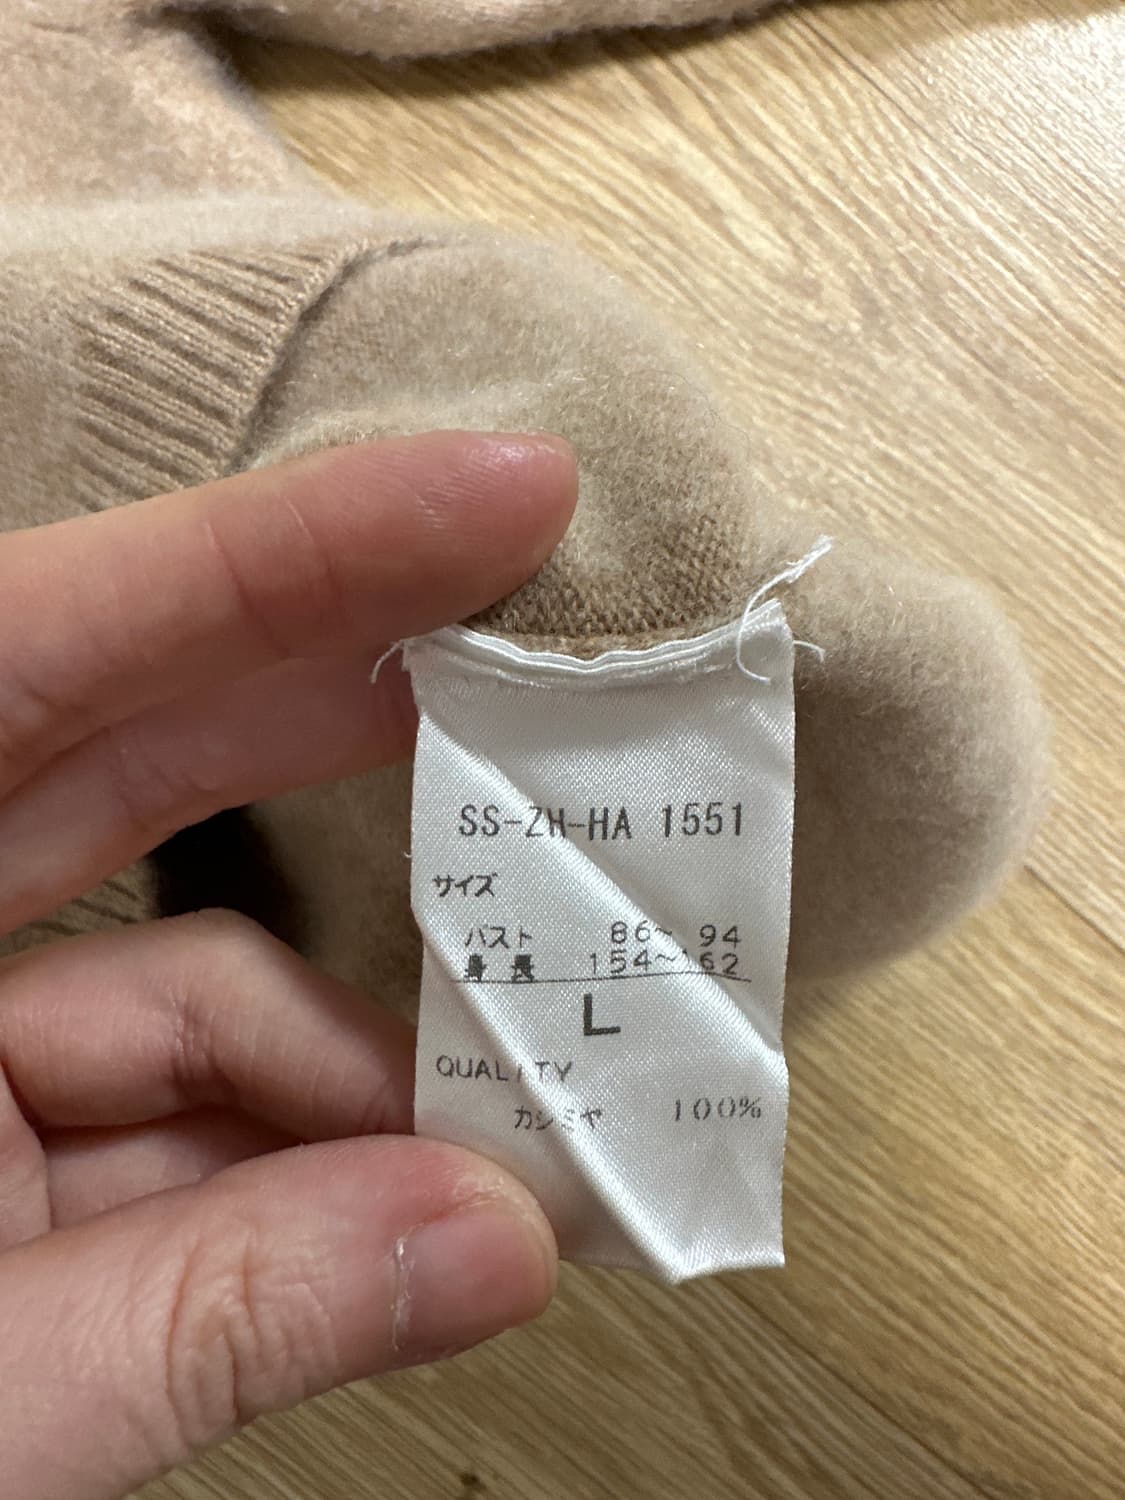 SS-ZH-HA 1551
サイズ
バスト 86~ 94
身長 154~162
L
QUALITY
カシミヤ 100%